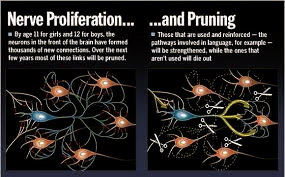 Nerve Proliferation...
By age 11 for girls and 12 for boys, the
neurons in the front of the brain have formed
thousands of new connections. Over the next
few years most of these links will be pruned.
...and Pruning
Those that are used and reinforced — the
pathways involved in language, for example —
will be strengthened, while the ones that
aren't used will die out